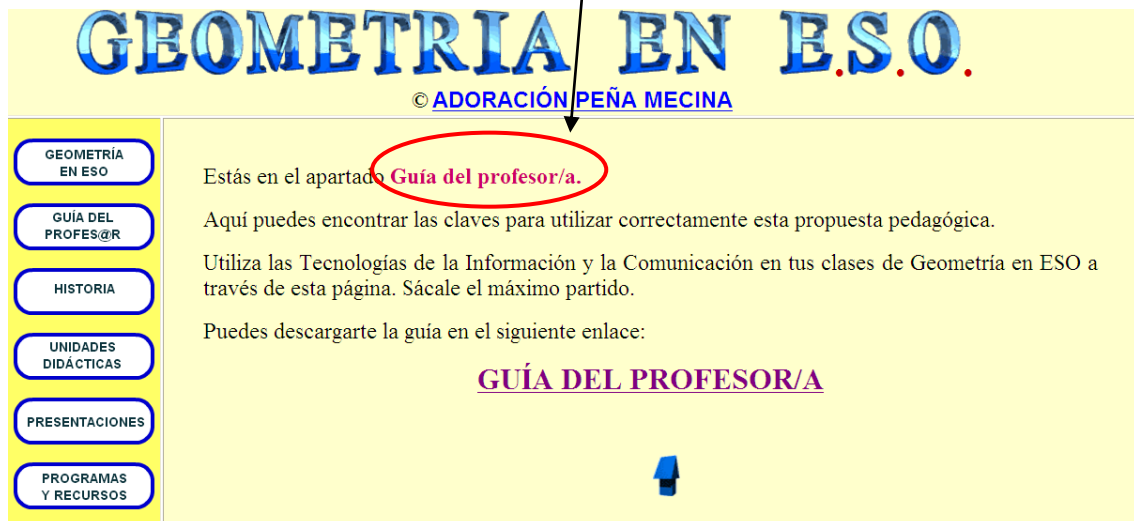 GEOMETRIA EN E.S.O.
© ADORACIÓN PEÑA MECINA
GEOMETRÍA
EN ESO
GUÍA DEL
PROFES@R
HISTORIA
UNIDADES
DIDÁCTICAS
PRESENTACIONES
PROGRAMAS
Y RECURSOS
Estás en el apartado Guía del profesor/a.
Aquí puedes encontrar las claves para utilizar correctamente esta propuesta pedagógica.
Utiliza las Tecnologías de la Información y la Comunicación en tus clases de Geometría en ESO a
través de esta página. Sácale el máximo partido.
Puedes descargarte la guía en el siguiente enlace:
GUÍA DEL PROFESOR/A